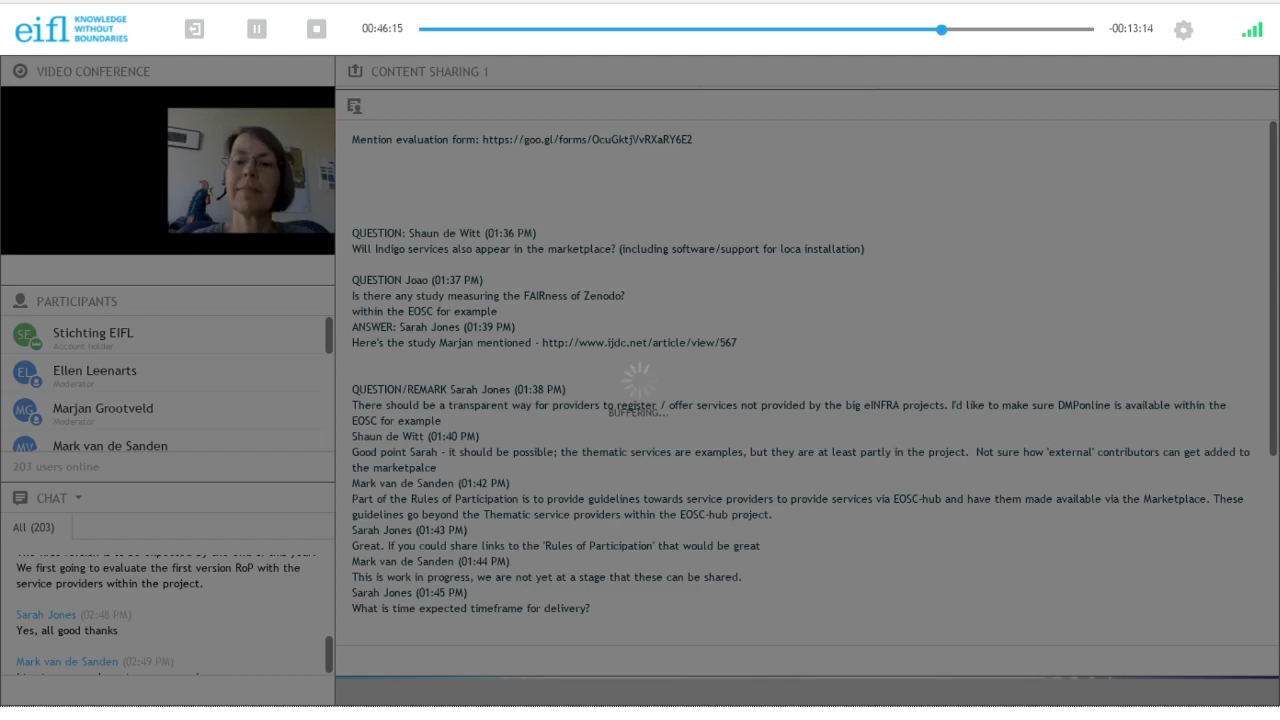 eifl KNOWLEDGE
WITHOUT
BOUNDARIES
00:46:15
-00:13:14
VIDEO CONFERENCE
CONTENT SHARING 1
Mention evaluation form: https://goo.gl/forms/OcuGktjVvRXaRY6E2
QUESTION: Shaun de Witt (01:36 PM)
Will Indigo services also appear in the marketplace? (including software/support for loca installation)
QUESTION Joao (01:37 PM)
Is there any study measuring the FAIRness of Zenodo?
within the EOSC for example
ANSWER: Sarah Jones (01:39 PM)
Here's the study Marjan mentioned - http://www.ijdc.net/article/view/567
QUESTION/REMARK Sarah Jones (01:38 PM)
There should be a transparent way for providers to register / offer services not provided by the big eINFRA projects. I'd like to make sure DMPonline is available within the
EOSC for example
BUFFERING...
Shaun de Witt (01:40 PM)
Good point Sarah - it should be possible; the thematic services are examples, but they are at least partly in the project.  Not sure how 'external' contributors can get added to
the marketpalce
Mark van de Sanden (01:42 PM)
Part of the Rules of Participation is to provide guidelines towards service providers to provide services via EOSC-hub and have them made available via the Marketplace. These
guidelines go beyond the Thematic service providers within the EOSC-hub project.
Sarah Jones (01:43 PM)
Great. If you could share links to the 'Rules of Participation' that would be great
Mark van de Sanden (01:44 PM)
This is work in progress, we are not yet at a stage that these can be shared.
Sarah Jones (01:45 PM)
What is time expected timeframe for delivery?
PARTICIPANTS
SE Stichting EIFL
Account holder
EL Ellen Leenarts
Moderator
MG Marjan Grootveld
Moderator
MV Mark van de Sanden
203 users online
CHAT
All (203)
The first version is to be expected by the end of this year.
We first going to evaluate the first version RoP with the
service providers within the project.
Sarah Jones (02:48 PM)
Yes, all good thanks
Mark van de Sanden (02:49 PM)